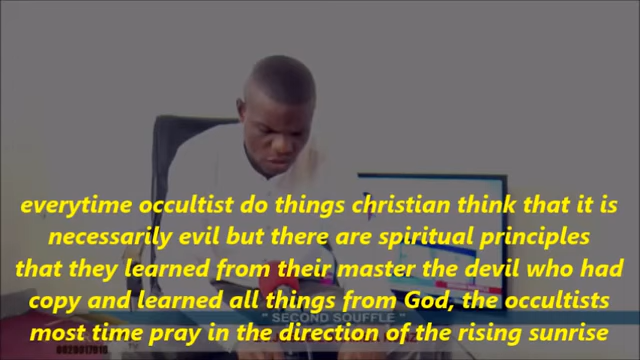 everytime occultist do things christian think that it is
necessarily evil but there are spiritual principles
that they learned from their master the devil who had
copy and learned all things from God, the occultists
" SECOND SOUFFLE "
most time pray in the direction of the rising sunrise